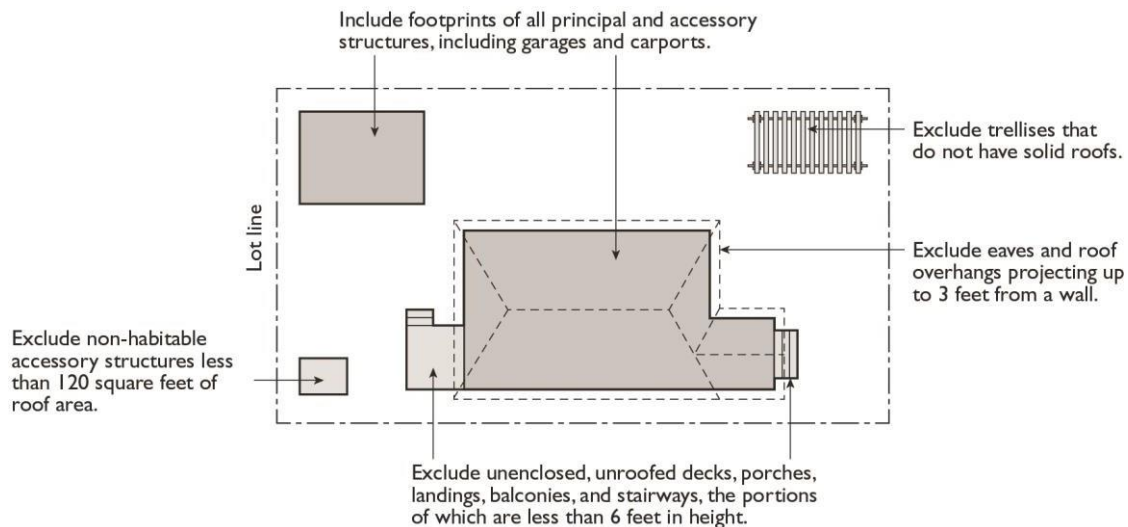 Include footprints of all principal and accessory
structures, including garages and carports.
Exclude trellises that
do not have solid roofs.
Lot line
Exclude eaves and roof
overhangs projecting up
to 3 feet from a wall.
Exclude non-habitable
accessory structures less
than 120 square feet of
roof area.
Exclude unenclosed, unroofed decks, porches,
landings, balconies, and stairways, the portions
of which are less than 6 feet in height.